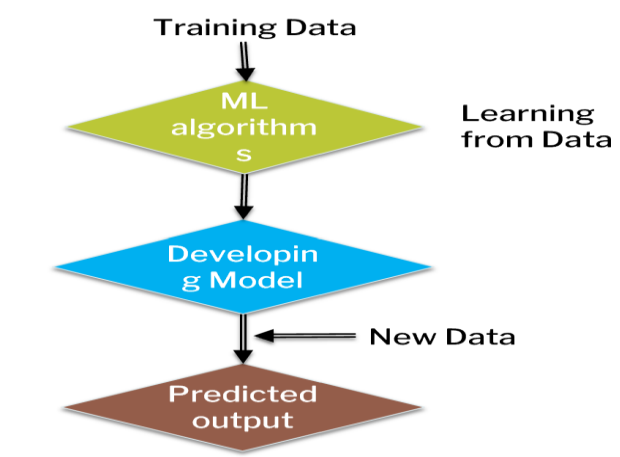 Training Data
ML
algorithm
s
Learning
from Data
Developin
g Model
New Data
Predicted
output